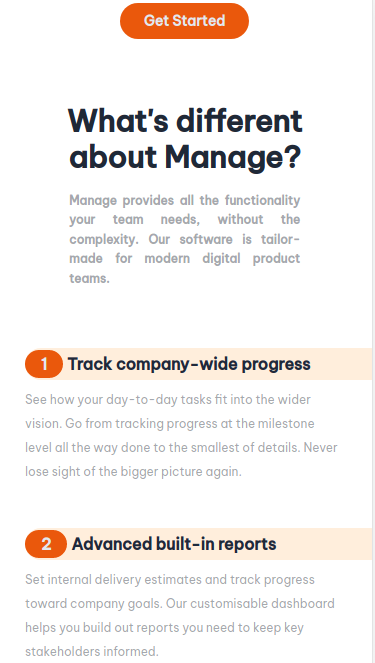 Get Started
What's different
about Manage?
Manage provides all the functionality
your team needs, without the
complexity. Our software is tailor-
made for modern digital product
teams.
1 Track company-wide progress
See how your day-to-day tasks fit into the wider
vision. Go from tracking progress at the milestone
level all the way done to the smallest of details. Never
lose sight of the bigger picture again.
2 Advanced built-in reports
Set internal delivery estimates and track progress
toward company goals. Our customisable dashboard
helps you build out reports you need to keep key
stakeholders informed.